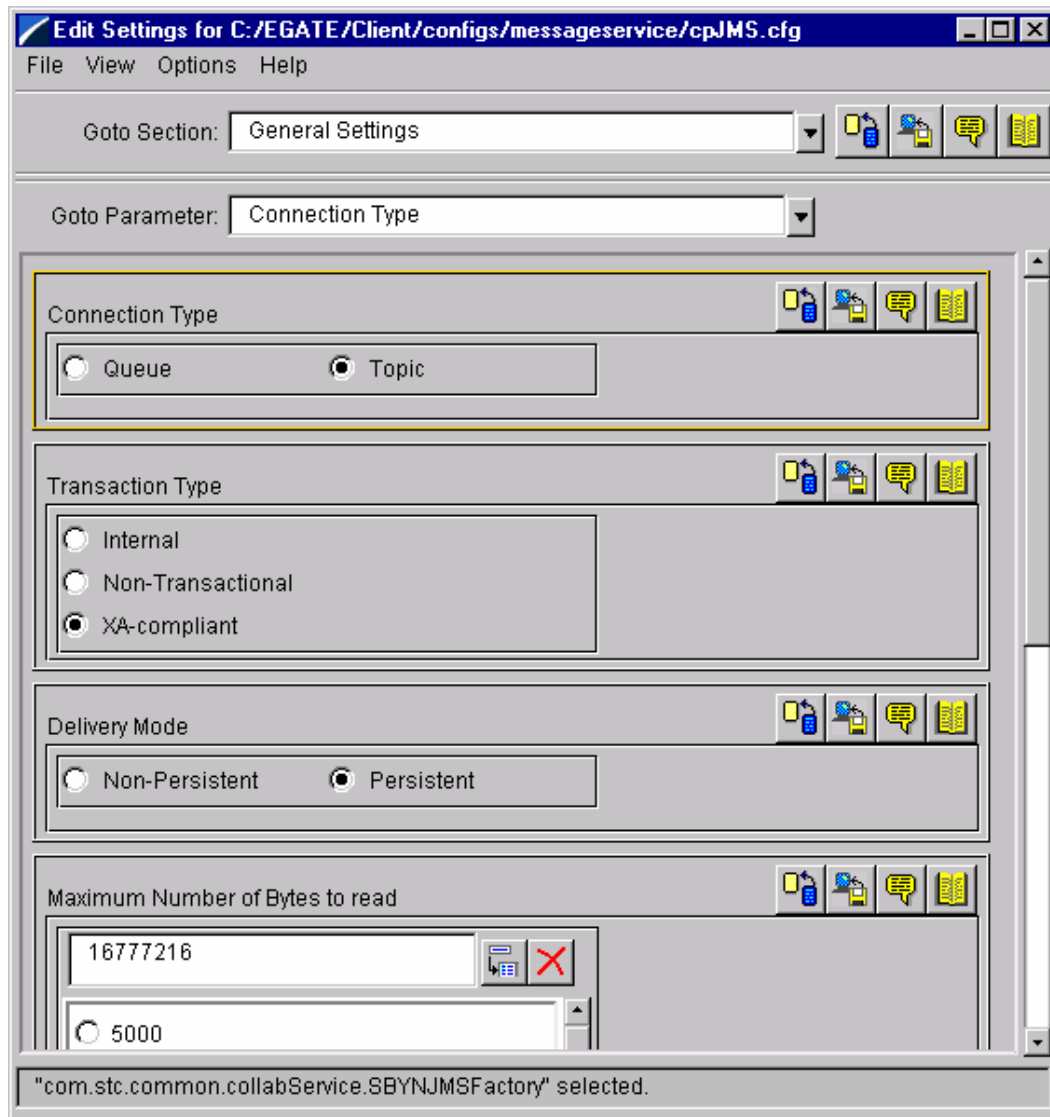 Edit Settings for C:/EGATE/Client/configs/messageservice/cpJMS.cfg
File View Options Help
Goto Section: General Settings
Goto Parameter: Connection Type
Connection Type
Queue Topic
Transaction Type
Internal
Non-Transactional
XA-compliant
Delivery Mode
Non-Persistent Persistent
Maximum Number of Bytes to read
16777216
5000
"com.stc.common.collabService.SBYNJMSFactory" selected.